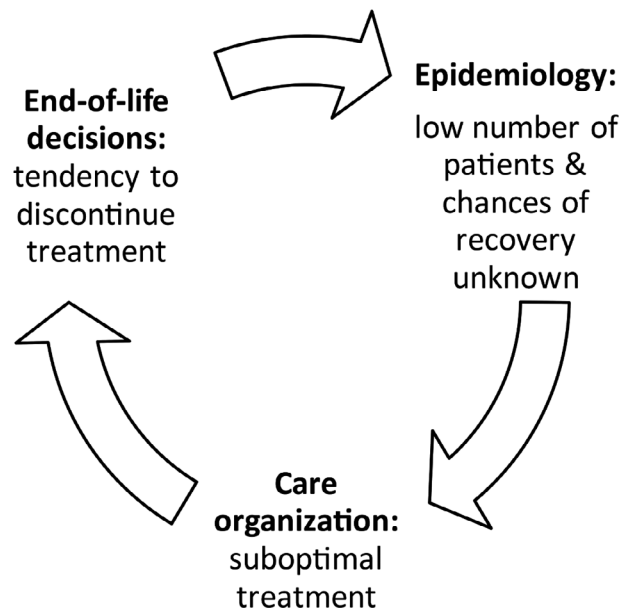 End-of-life
decisions:
tendency to
discontinue
treatment
Epidemiology:
low number of
patients &
chances of
recovery
unknown
Care
organization:
suboptimal
treatment